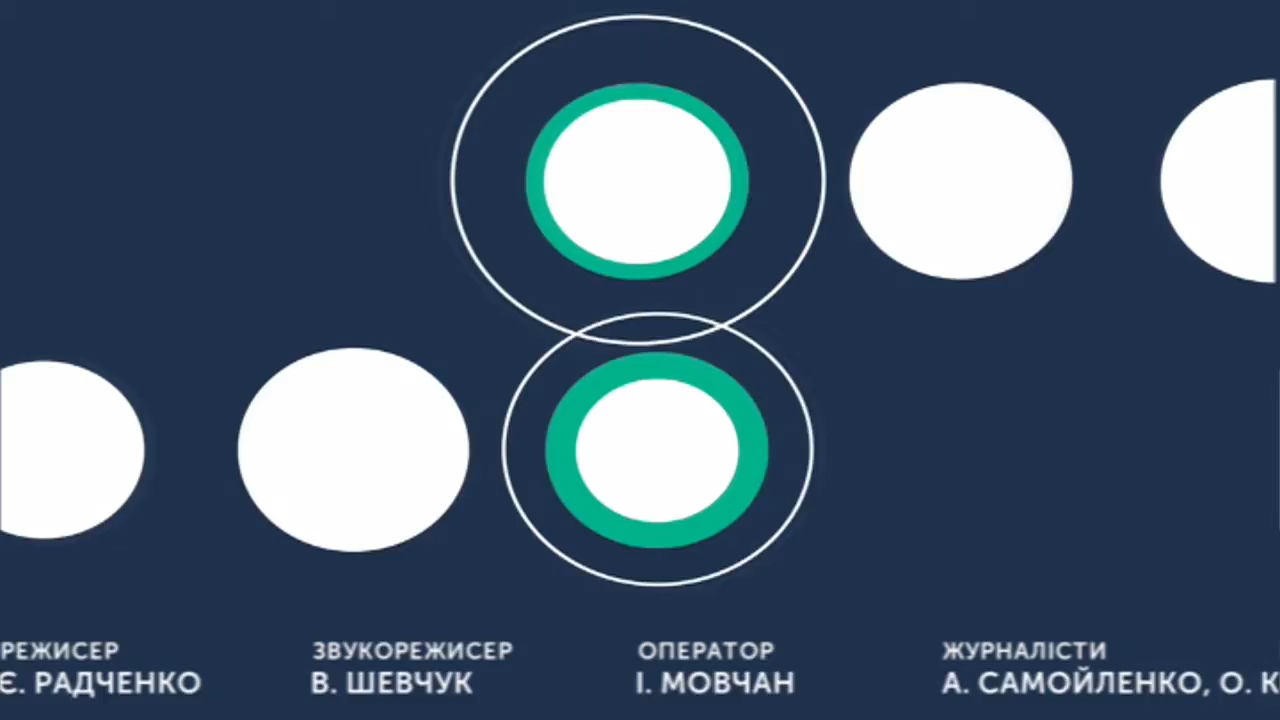 РЕЖИСЕР
Є. РАДЧЕНКО
ЗВУКОРЕЖИСЕР
В. ШЕВЧУК
ОПЕРАТОР
І. МОВЧАН
ЖУРНАЛІСТИ
А. САМОЙЛЕНКО, О. К